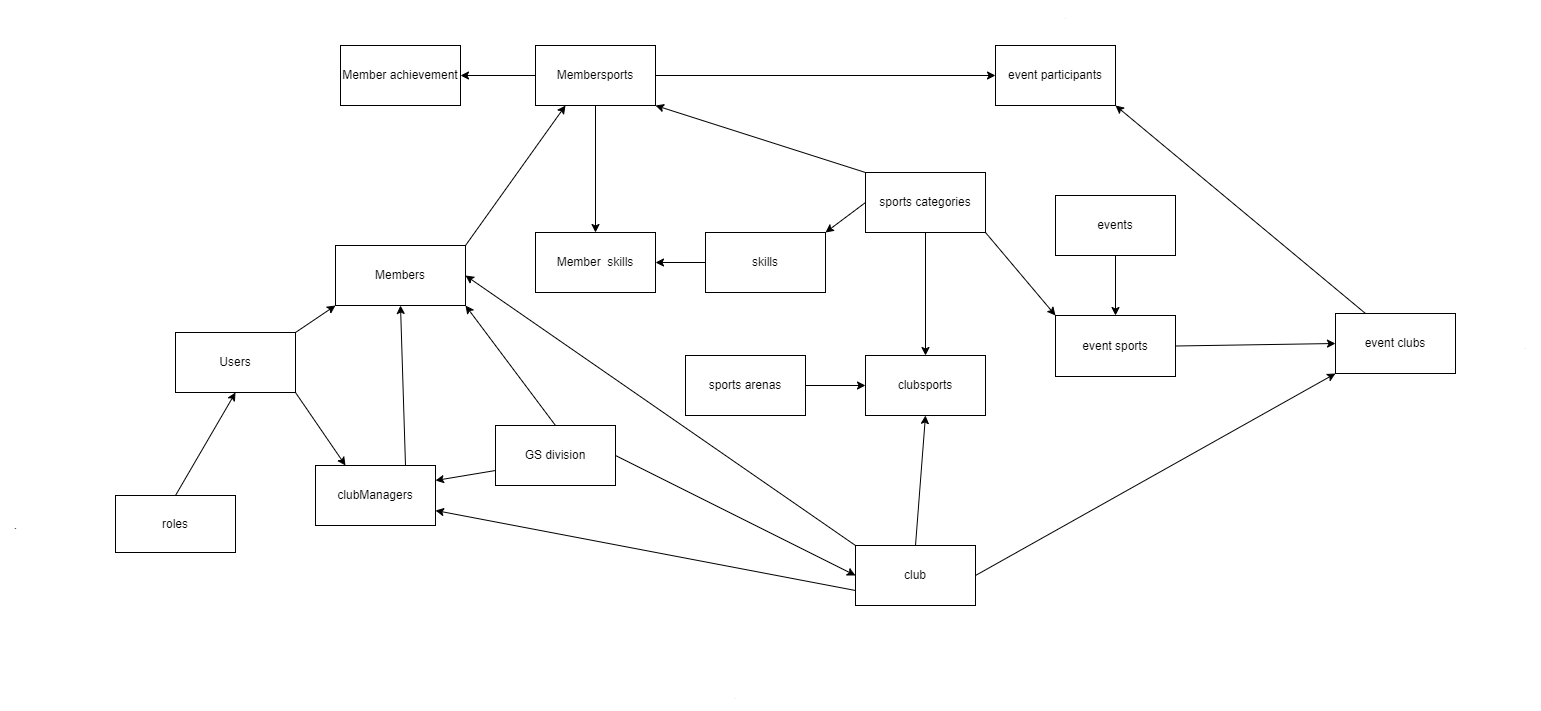 Member achievement
Membersports
event participants
sports categories
events
Member  skills
skills
Members
event sports
event clubs
Users
sports arenas
clubsports
GS division
clubManagers
roles
club